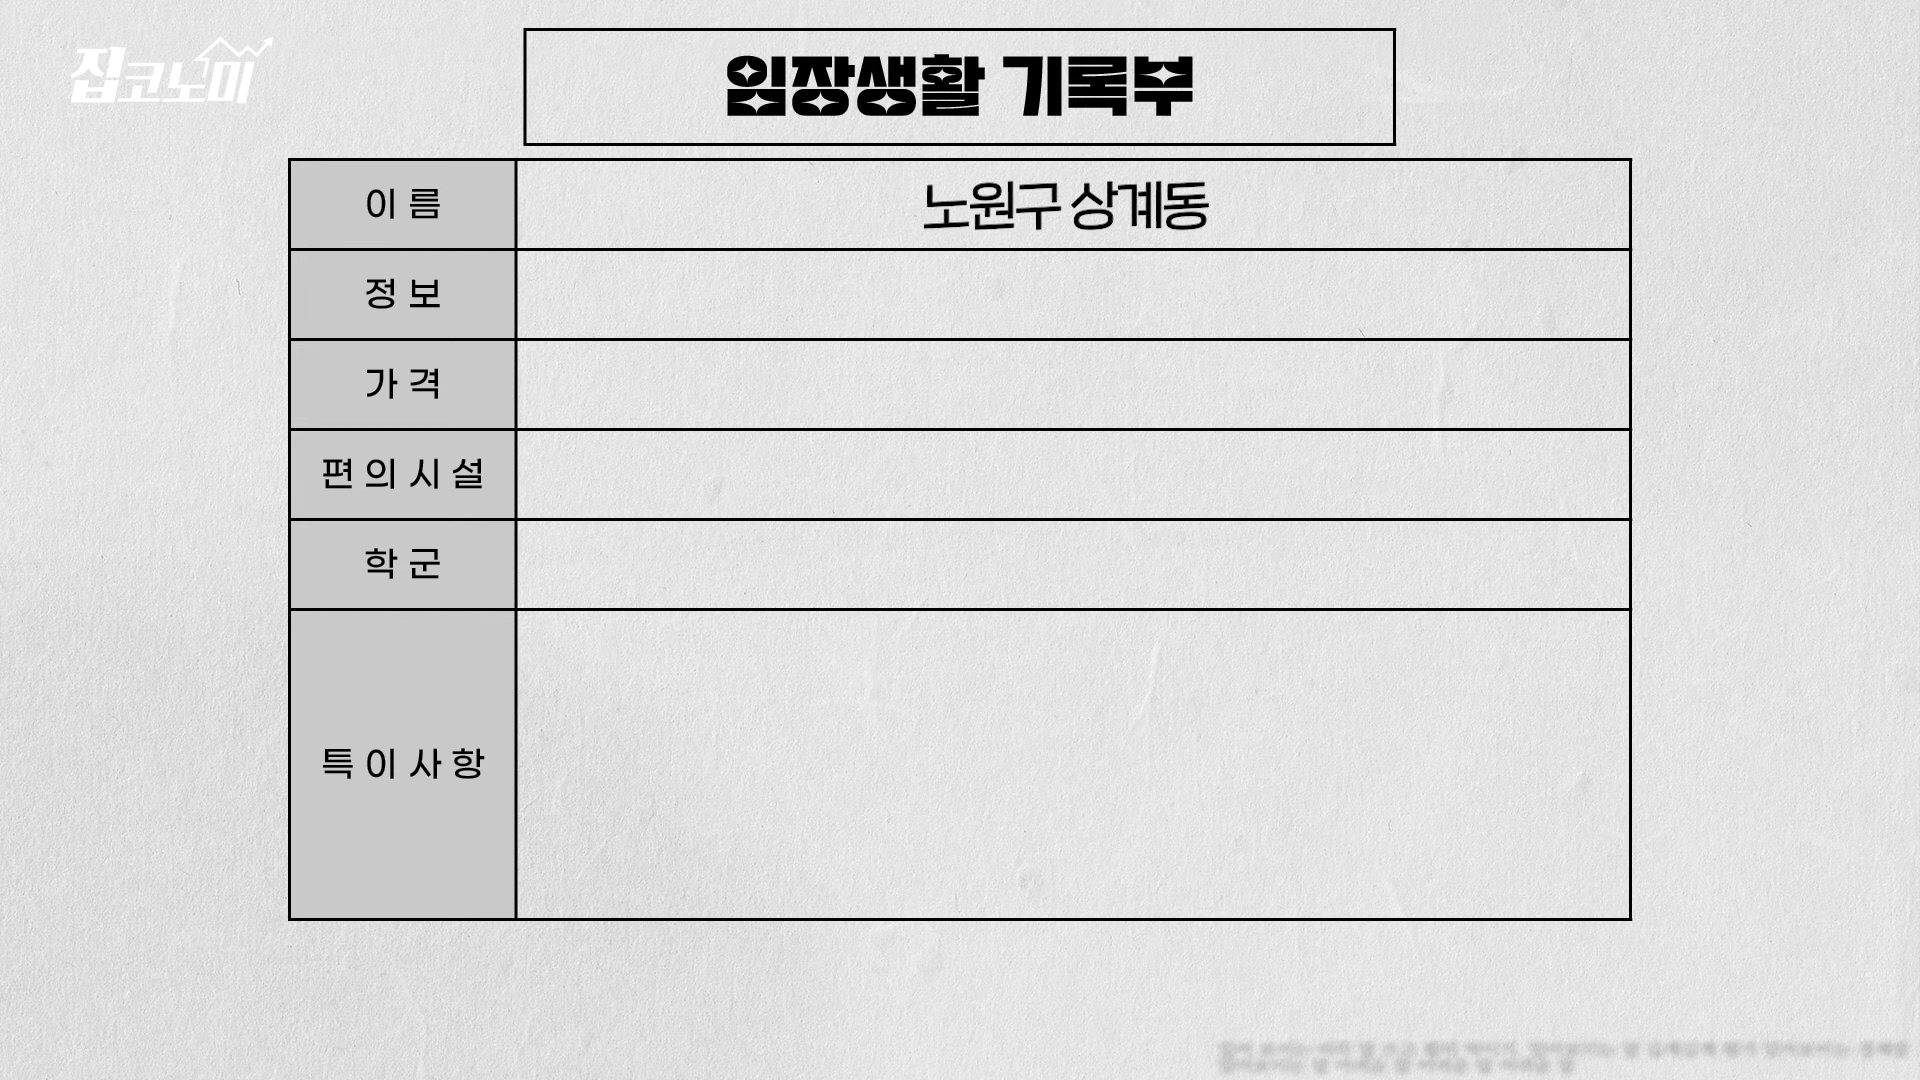 집코노미
임장생활 기록부
이름 노원구 상계동
정보
가격
편의시설
학군
특이사항